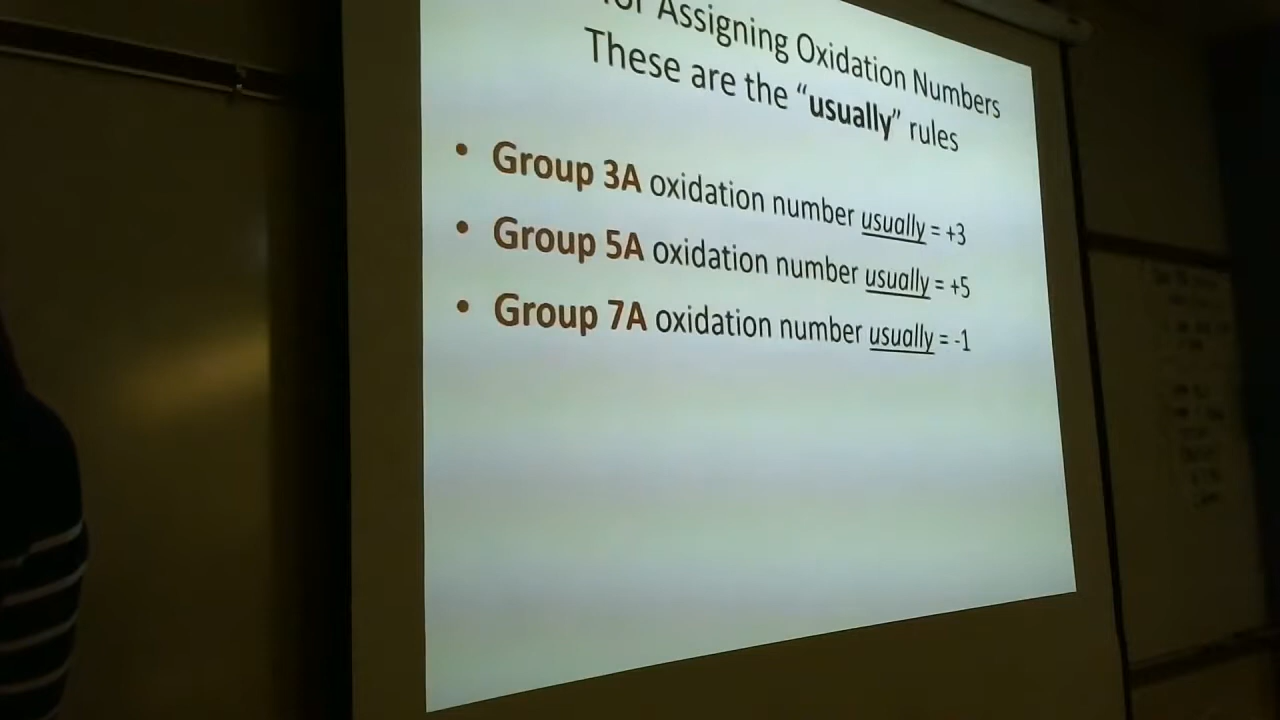 for Assigning Oxidation Numbers
These are the “usually” rules
• Group 3A oxidation number usually = +3
• Group 5A oxidation number usually = +5
• Group 7A oxidation number usually = -1